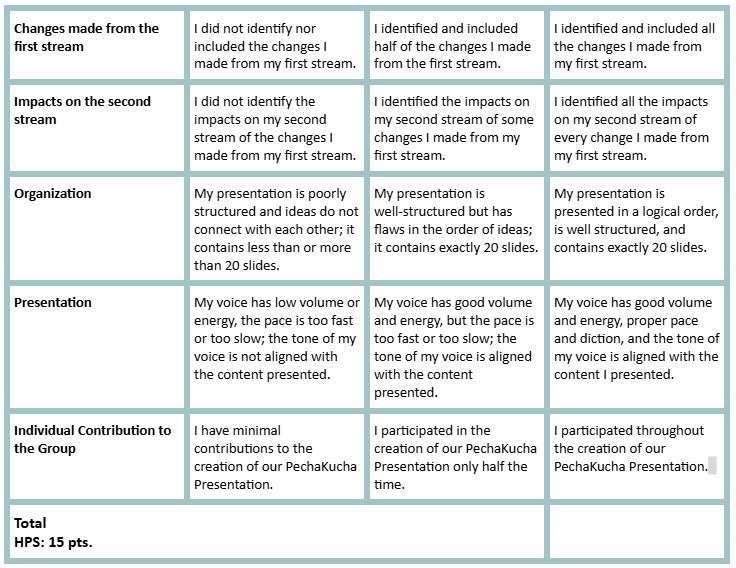 Changes made from the
first stream
I did not identify nor
included the changes I
made from my first stream.
I identified and included
half of the changes I made
from the first stream.
I identified and included all
the changes I made from
my first stream.
Impacts on the second
stream
I did not identify the
impacts on my second
stream of the changes I
made from my first stream.
I identified the impacts on
my second stream of some
changes I made from my
first stream.
I identified all the impacts
on my second stream of
every change I made from
my first stream.
Organization
My presentation is poorly
structured and ideas do not
connect with each other; it
contains less than or more
than 20 slides.
My presentation is
well-structured but has
flaws in the order of ideas;
it contains exactly 20 slides.
My presentation is
presented in a logical order,
is well structured, and
contains exactly 20 slides.
Presentation
My voice has low volume or
energy, the pace is too fast
or too slow; the tone of my
voice is not aligned with
the content presented.
My voice has good volume
and energy, but the pace is
too fast or too slow; the
tone of my voice is aligned
with the content
presented.
My voice has good volume
and energy, proper pace
and diction, and the tone of
my voice is aligned with the
content I presented.
Individual Contribution to
the Group
I have minimal
contributions to the
creation of our PechaKucha
Presentation.
I participated in the
creation of our PechaKucha
Presentation only half the
time.
I participated throughout
the creation of our
PechaKucha Presentation.
Total
HPS: 15 pts.